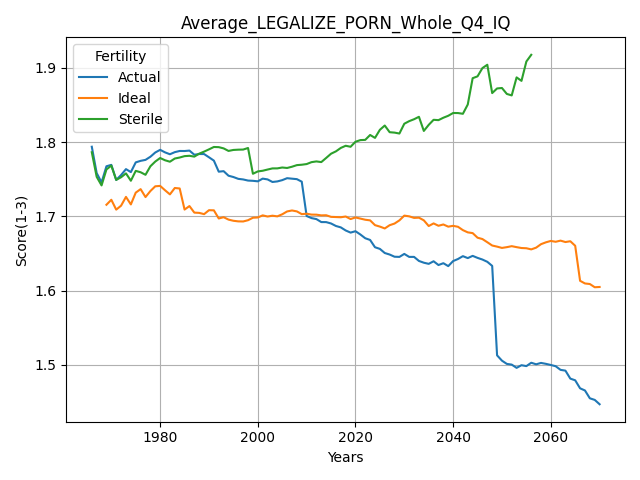 Average_LEGALIZE_PORN_Whole_Q4_IQ
Fertility
Actual
Ideal
Sterile
Score(1-3)
1.9
1.8
1.7
1.6
1.5
1980
2000
2020
2040
2060
Years